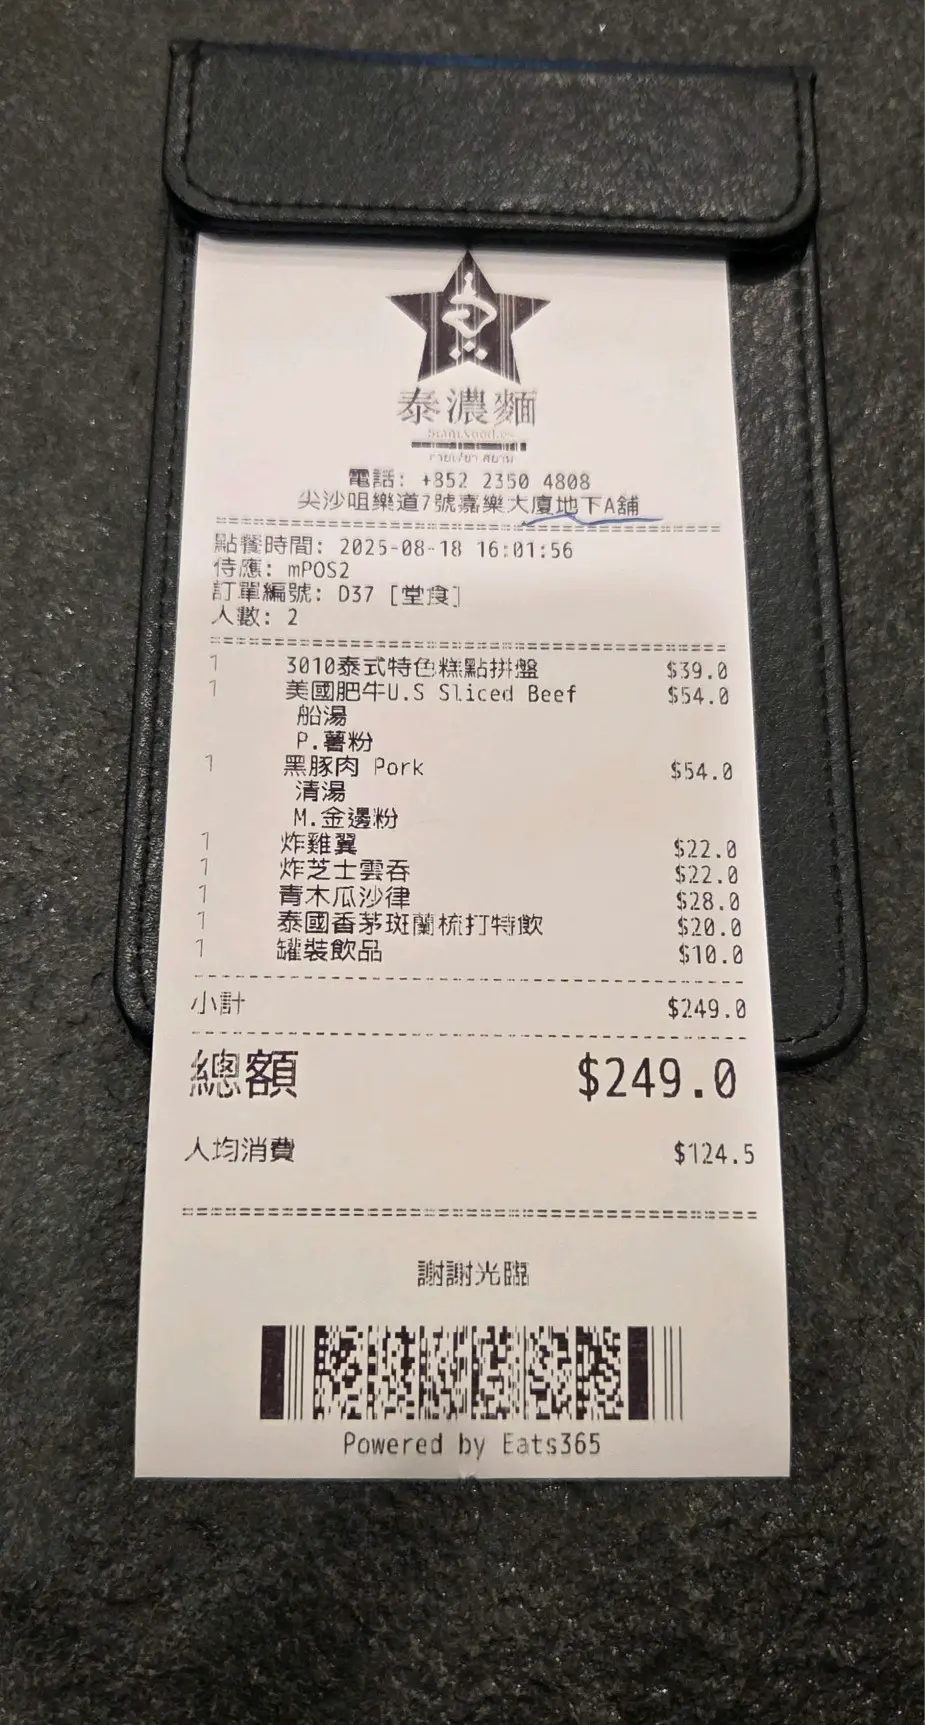 泰濃麵
Siam Noodles
電話: +852 2350 4808
尖沙咀樂道7號嘉樂大廈地下A舖
點餐時間: 2025-08-18 16:01:56
侍應: mPOS2
訂單編號: D37 [堂食]
人數: 2
1 3010泰式特色糕點拼盤 $39.0
1 美國肥牛U.S Sliced Beef $54.0
船湯
P.薯粉
1 黑豚肉 Pork $54.0
清湯
M.金邊粉
1 炸雞翼 $22.0
1 炸芝士雲吞 $22.0
1 青木瓜沙律 $28.0
1 泰國香茅斑蘭梳打特飲 $20.0
1 罐裝飲品 $10.0
小計 $249.0
總額 $249.0
人均消費 $124.5
謝謝光臨
Powered by Eats365